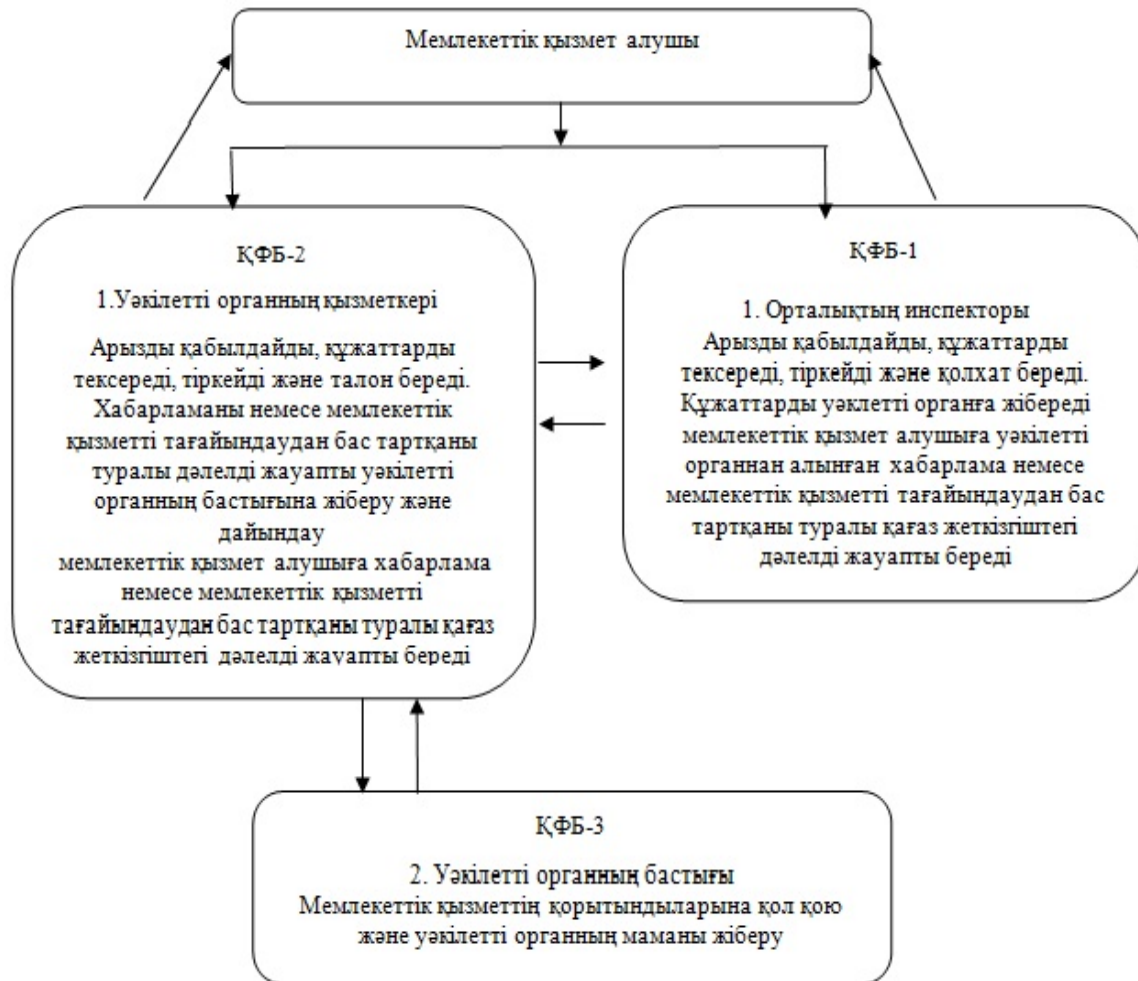 Мемлекеттік қызмет алушы
ҚФБ-2
1.Уәкілетті органның қызметкері
Арызды қабылдайды, құжаттарды
тексереді, тіркейді және талон береді.
Хабарламаны немесе мемлекеттік
қызметті тағайындаудан бас тартқаны
туралы дәлелді жауапты уәкілетті
органның бастығына жіберу және
дайындау
мемлекеттік қызмет алушыға хабарлама
немесе мемлекеттік қызметті
тағайындаудан бас тартқаны туралы қағаз
жеткізгіштегі дәлелді жауапты береді
ҚФБ-1
1. Орталықтың инспекторы
Арызды қабылдайды, құжаттарды
тексереді, тіркейді және қолхат береді.
Құжаттарды уәклетті органға жібереді
мемлекеттік қызмет алушыға уәкілетті
органнан алынған хабарлама немесе
мемлекеттік қызметті тағайындаудан бас
тартқаны туралы қағаз жеткізгіштегі
дәлелді жауапты береді
ҚФБ-3
2. Уәкілетті органның бастығы
Мемлекеттік қызметтің қорытындыларына қол қою
және уәкілетті органның маманы жіберу